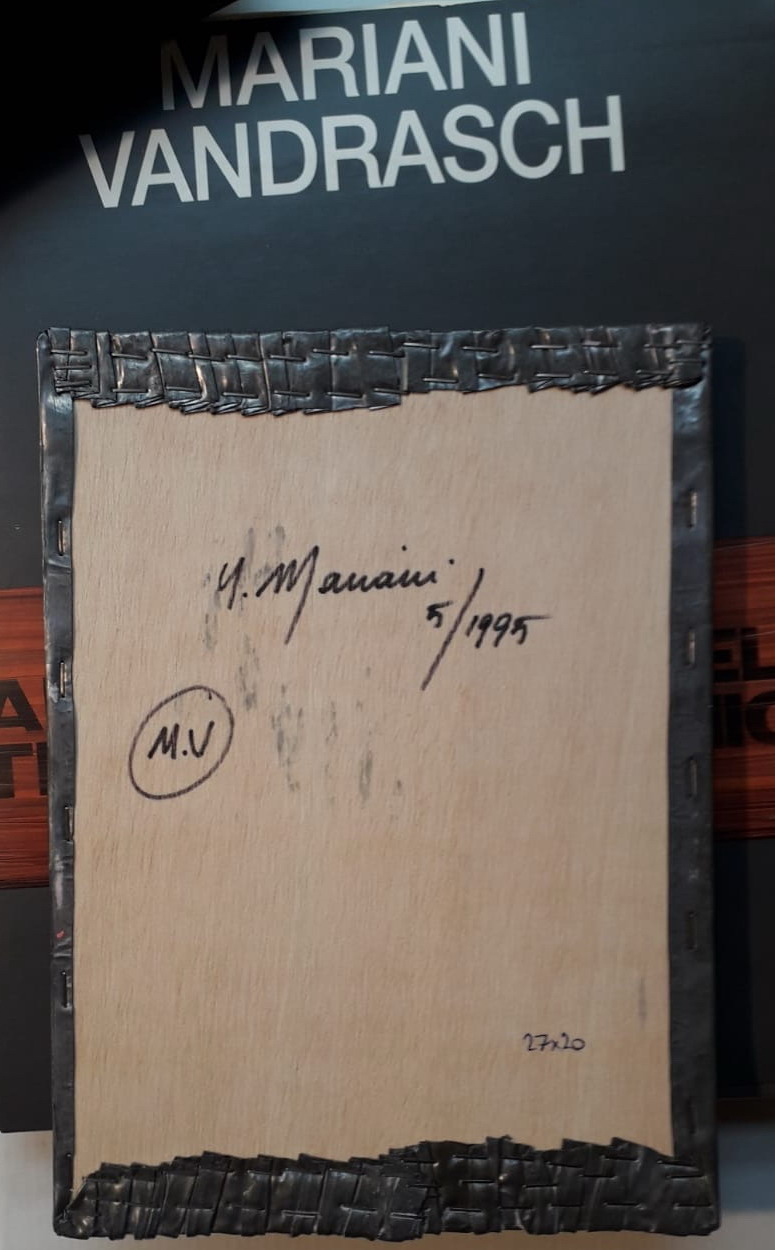 MARIANI
VANDRASCH
M. Mariani
5/1995
M.V
27x20